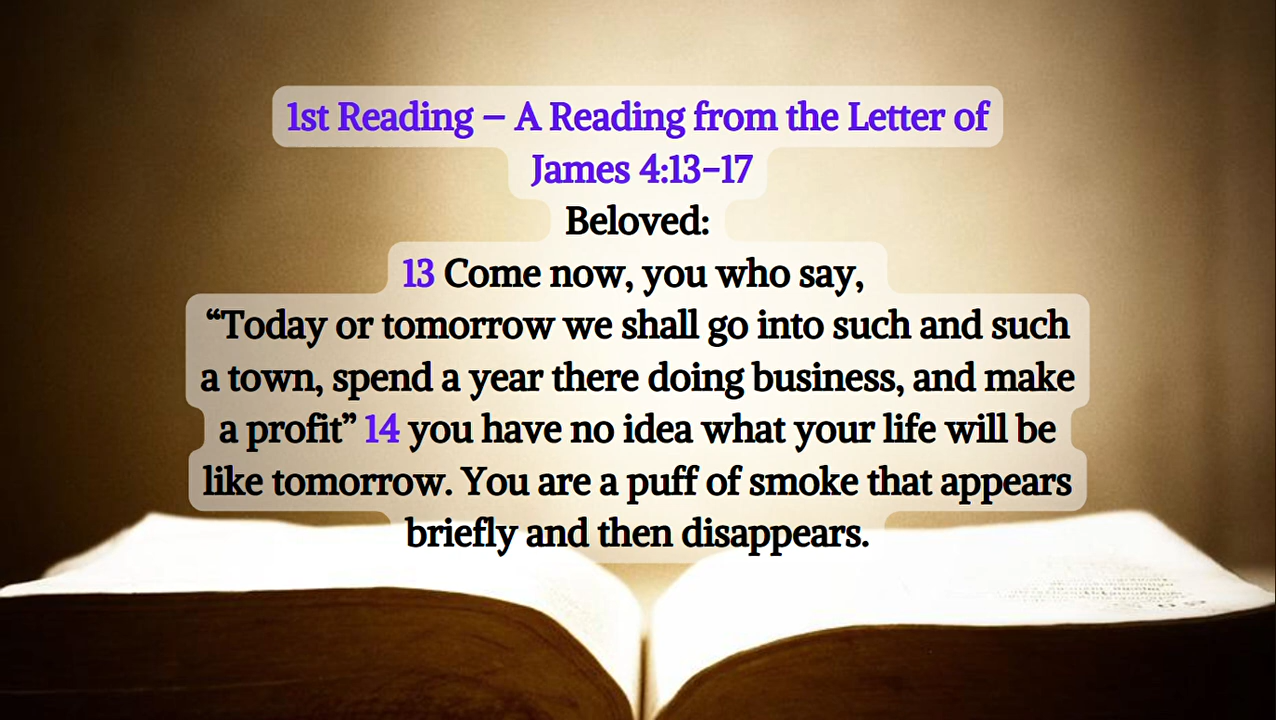 1st Reading – A Reading from the Letter of
James 4:13–17
Beloved:
13 Come now, you who say,
“Today or tomorrow we shall go into such and such
a town, spend a year there doing business, and make
a profit” 14 you have no idea what your life will be
like tomorrow. You are a puff of smoke that appears
briefly and then disappears.